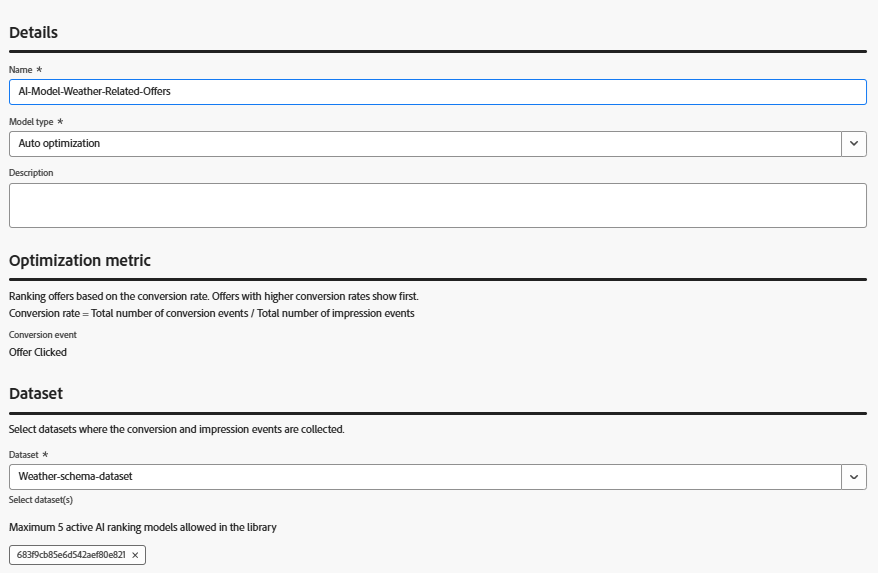 Details
Name *
AI-Model-Weather-Related-Offers
Model type *
Auto optimization
Description
Optimization metric
Ranking offers based on the conversion rate. Offers with higher conversion rates show first.
Conversion rate = Total number of conversion events / Total number of impression events
Conversion event
Offer Clicked
Dataset
Select datasets where the conversion and impression events are collected.
Dataset *
Weather-schema-dataset
Select dataset(s)
Maximum 5 active AI ranking models allowed in the library
683f9cb85e6d542aef80e821 ×